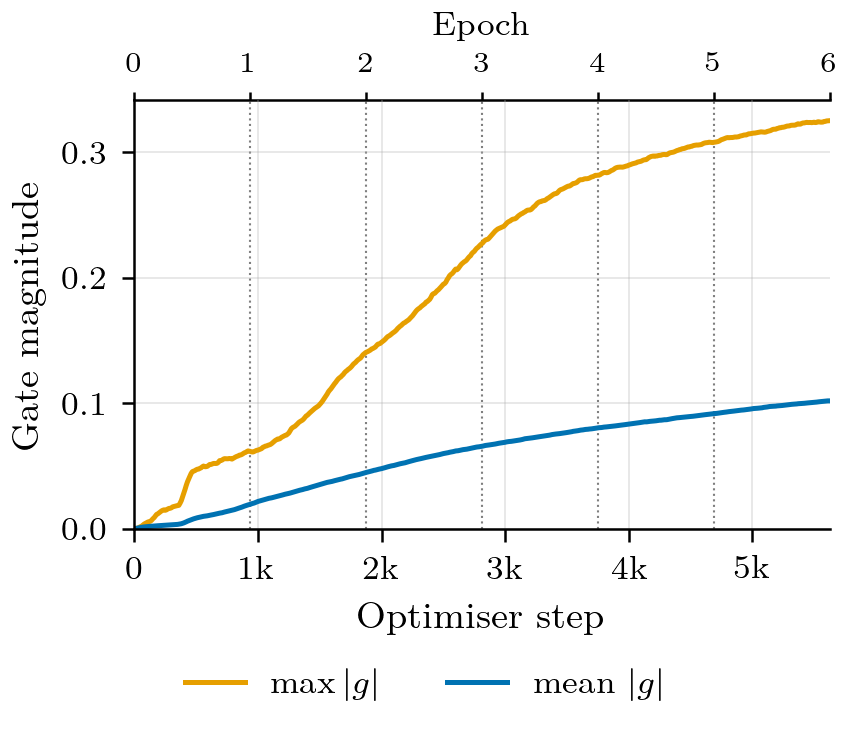 Epoch
0 1 2 3 4 5 6
Gate magnitude
0.3
0.2
0.1
0.0
0 1k 2k 3k 4k 5k
Optimiser step
max |g| mean |g|